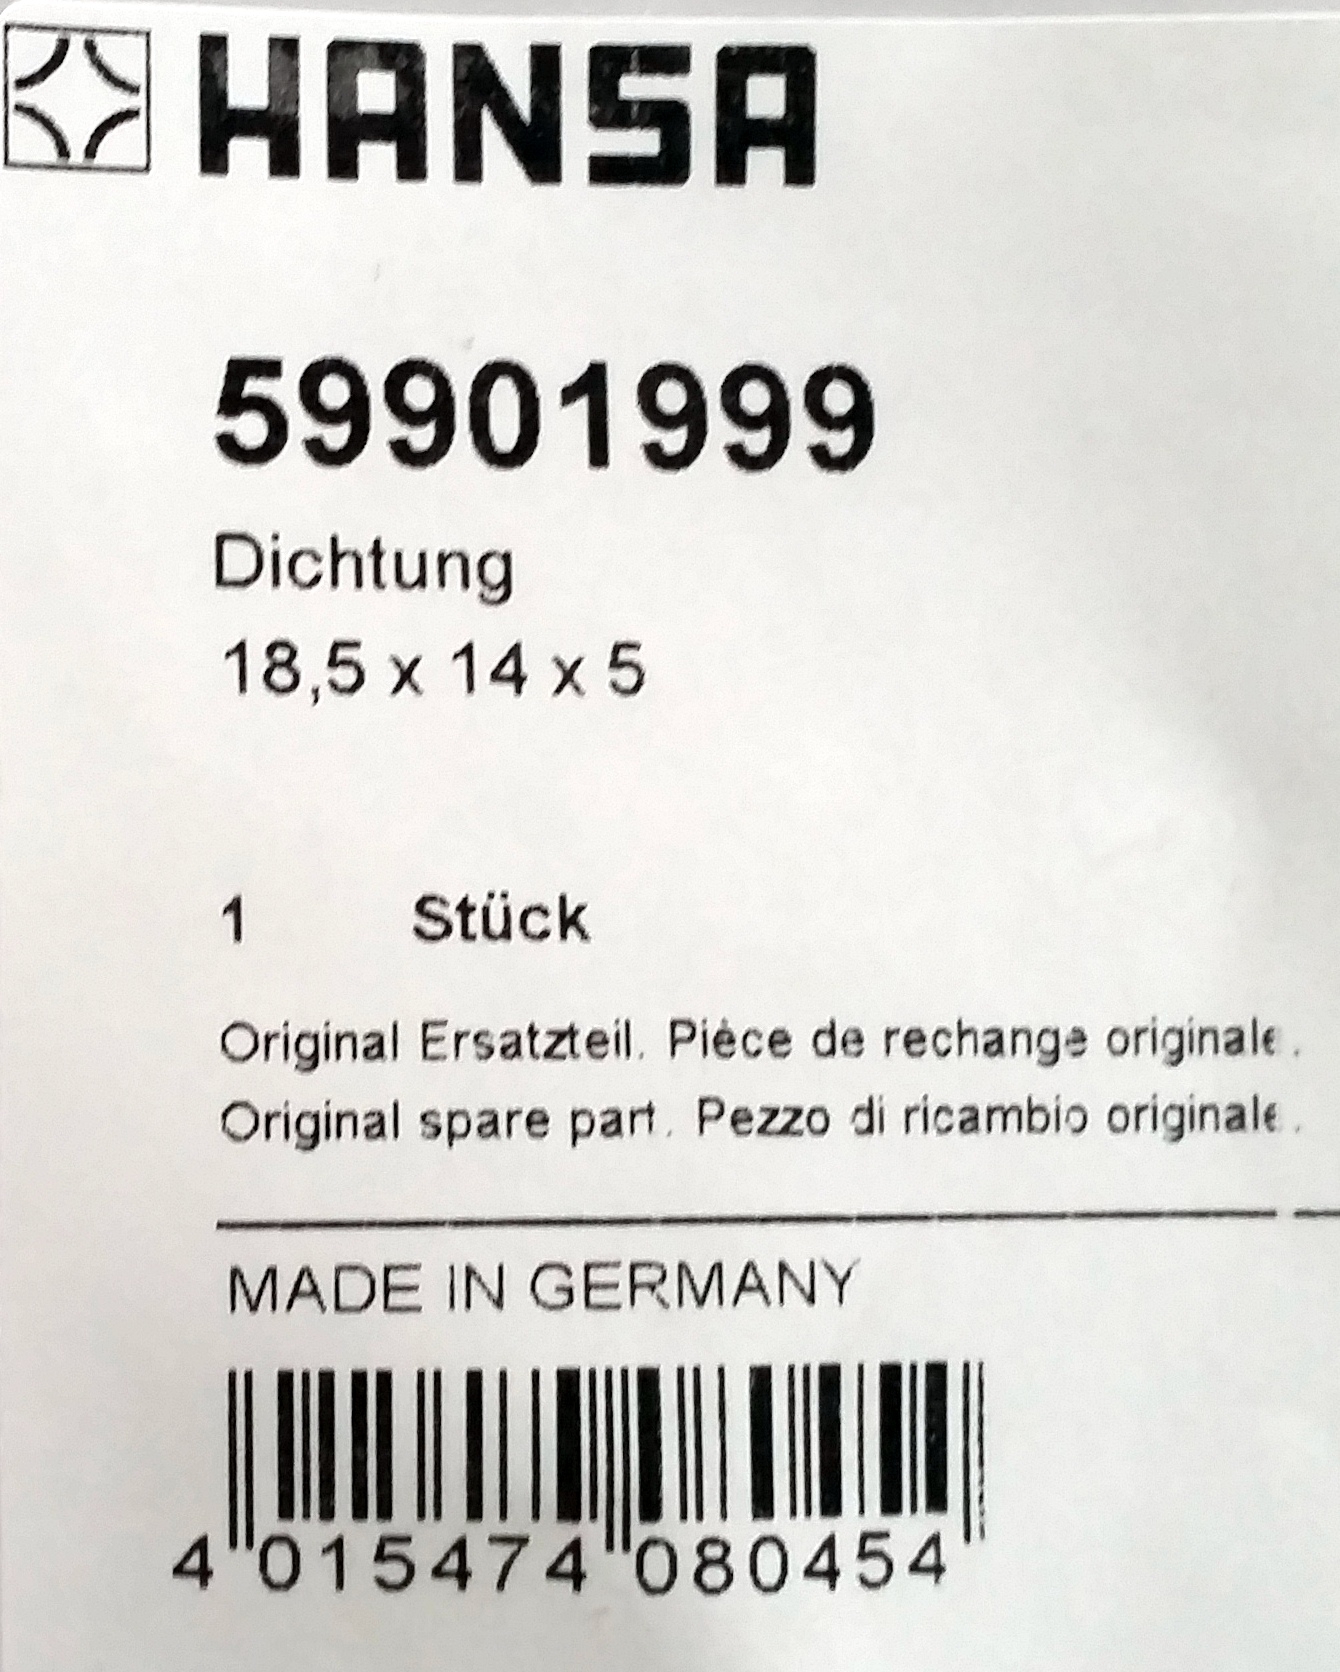 HANSA
59901999
Dichtung
18,5 x 14 x 5
1 Stück
Original Ersatzteil. Pièce de rechange originale.
Original spare part. Pezzo di ricambio originale.
MADE IN GERMANY
4 015474 080454